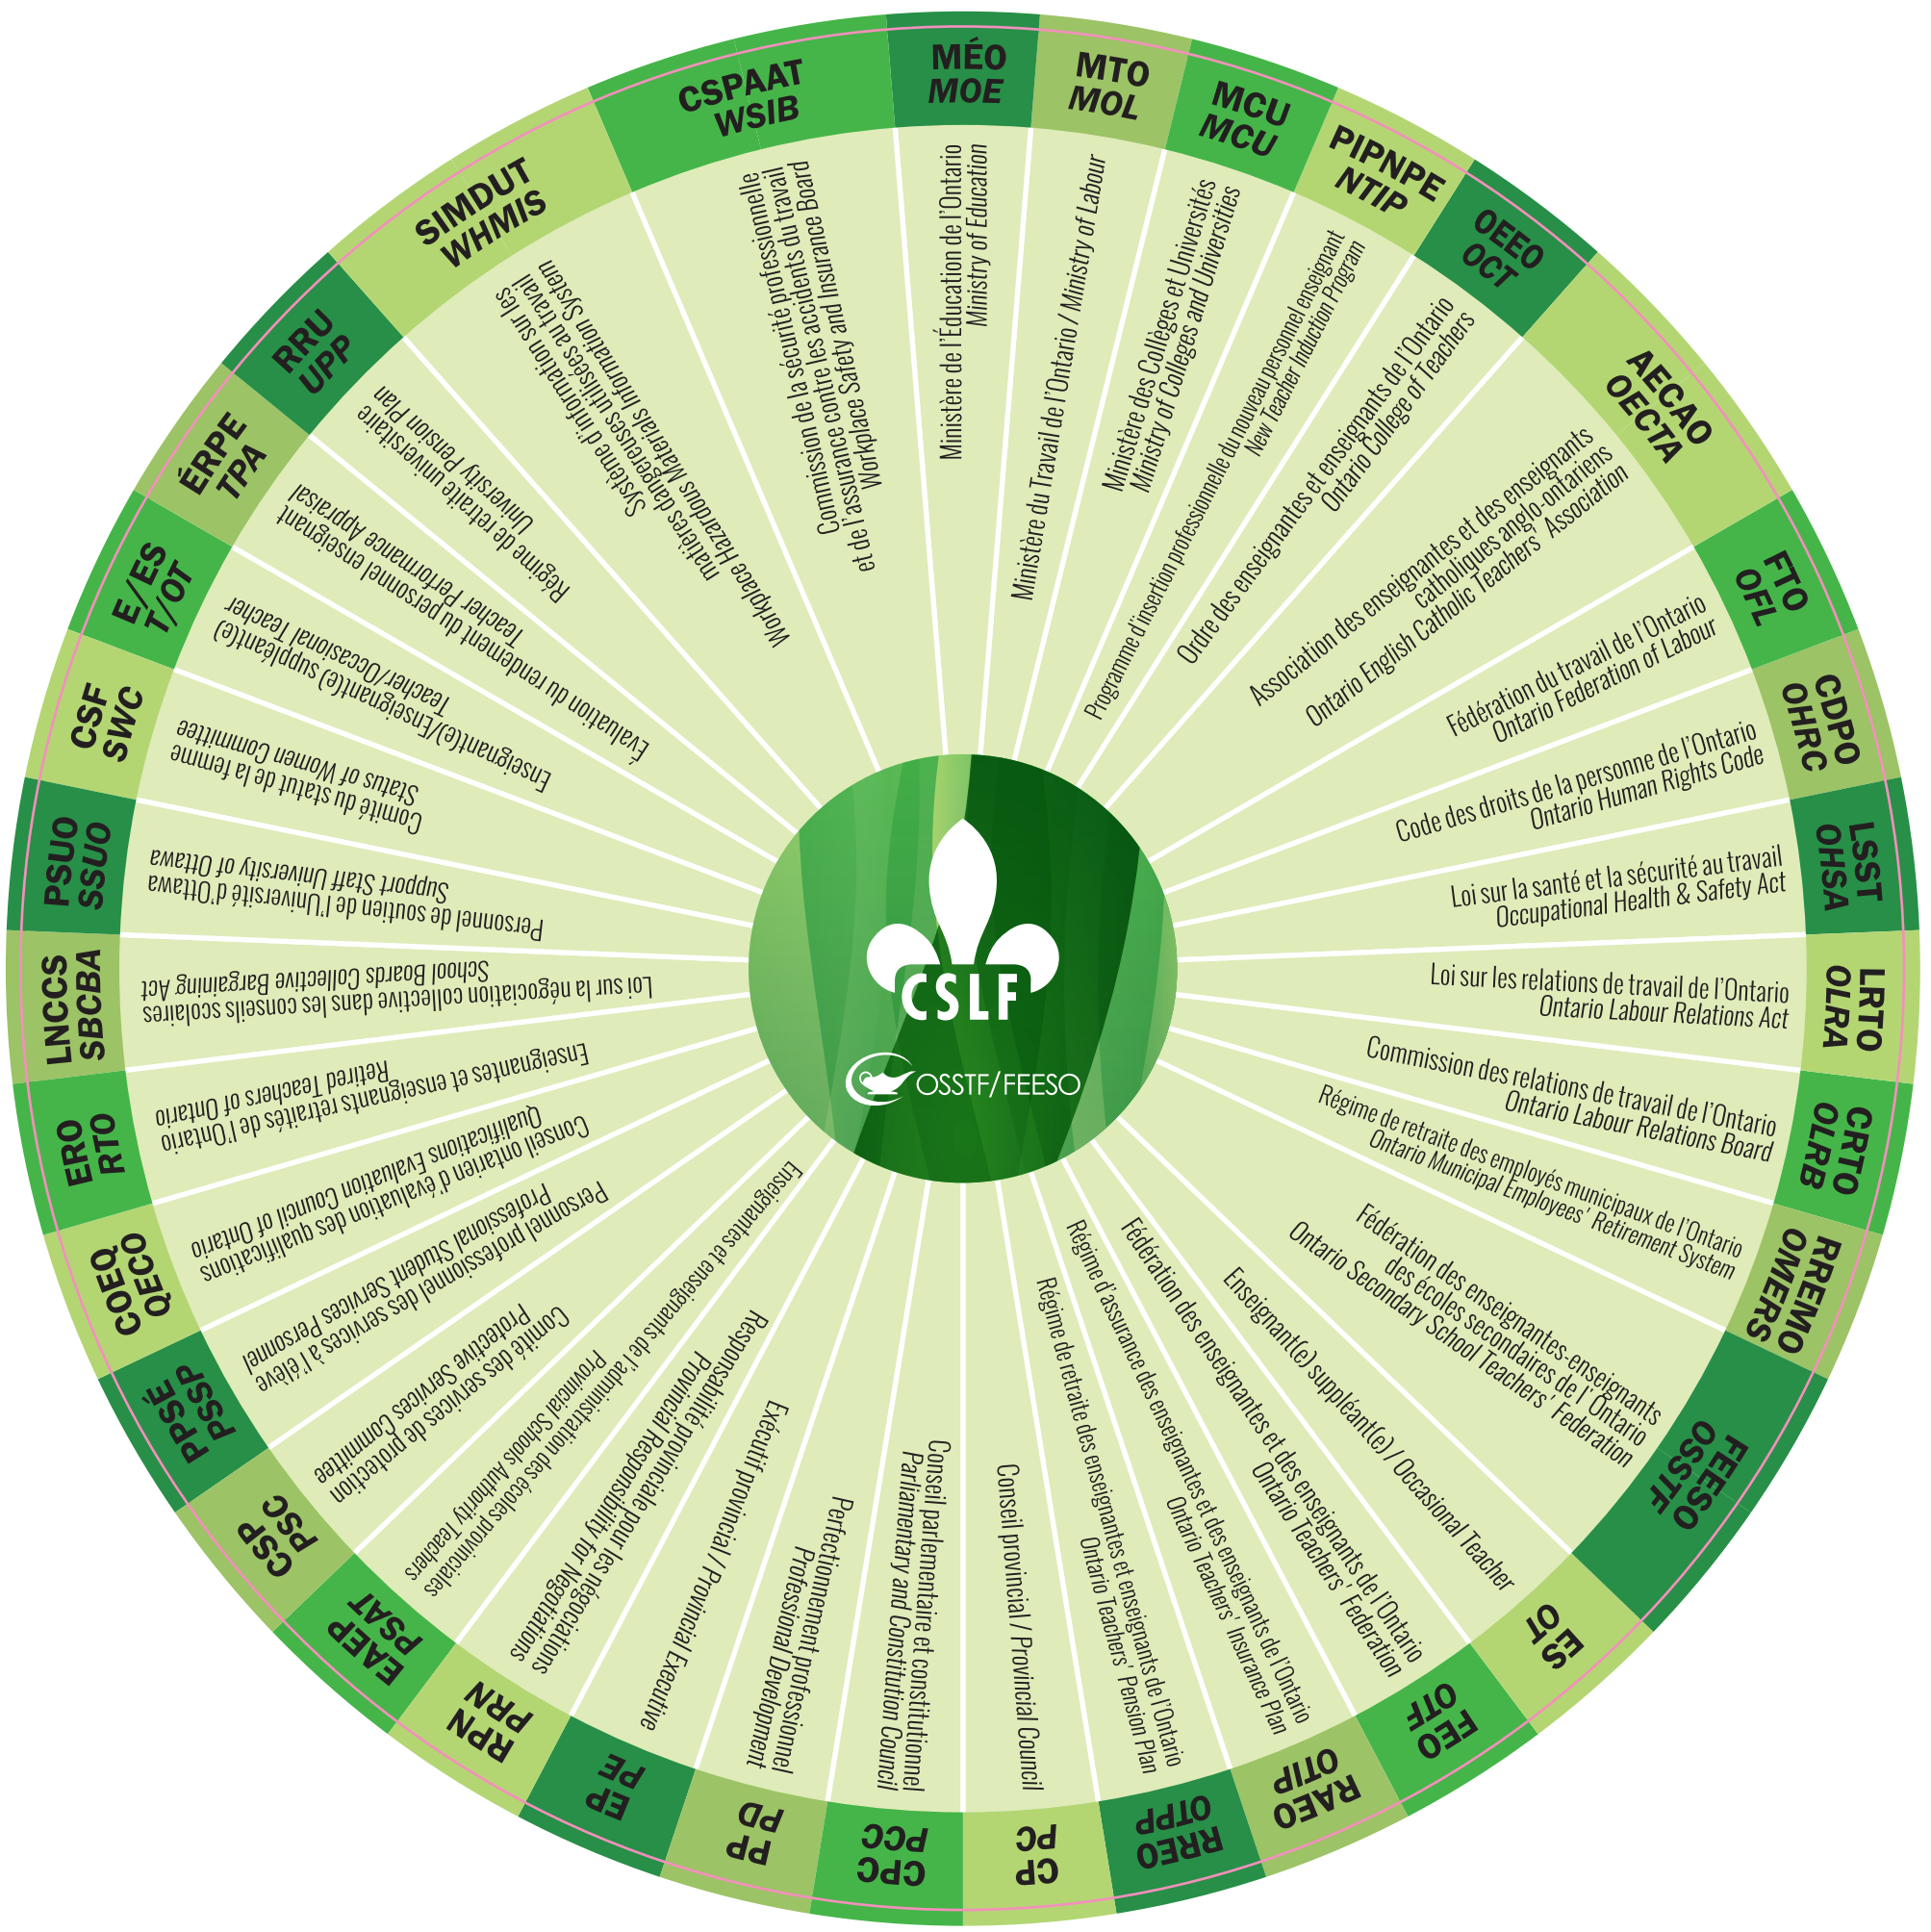 MÉO
MOE
Ministère de l'Éducation de l'Ontario
Ministry of Education
MTO
MOL
Ministère du Travail de l'Ontario / Ministry of Labour
MCU
MCU
Ministère des Collèges et Universités
Ministry of Colleges and Universities
PIPNPE
NTIP
Programme d'insertion professionnelle du nouveau personnel enseignant
New Teacher Induction Program
OEEO
OCT
Ordre des enseignantes et enseignants de l'Ontario
Ontario College of Teachers
AECAO
OECTA
Association des enseignantes et des enseignants
catholiques anglo-ontariens
Ontario English Catholic Teachers' Association
FTO
OFL
Fédération du travail de l'Ontario
Ontario Federation of Labour
CDPO
OHRC
Code des droits de la personne de l'Ontario
Ontario Human Rights Code
LSST
OHSA
Loi sur la santé et la sécurité au travail
Occupational Health & Safety Act
LRTO
OLRA
Loi sur les relations de travail de l'Ontario
Ontario Labour Relations Act
CRTO
OLRB
Commission des relations de travail de l'Ontario
Ontario Labour Relations Board
RREMO
OMERS
Régime de retraite des employés municipaux de l'Ontario
Ontario Municipal Employees' Retirement System
FEESO
OSSTF
Fédération des enseignantes-enseignants
des écoles secondaires de l'Ontario
Ontario Secondary School Teachers' Federation
ES
OT
Enseignant(e) suppléant(e) / Occasional Teacher
FEO
OTF
Fédération des enseignantes et des enseignants de l'Ontario
Ontario Teachers' Federation
RAEO
OTIP
Régime d'assurance des enseignantes et des enseignants de l'Ontario
Ontario Teachers' Insurance Plan
RREO
OTPP
Régime de retraite des enseignantes et enseignants de l'Ontario
Ontario Teachers' Pension Plan
CP
PC
Conseil provincial / Provincial Council
CPC
PCC
Conseil parlementaire et constitutionnel
Parliamentary and Constitution Council
PP
PD
Perfectionnement professionnel
Professional Development
EP
PE
Exécutif provincial / Provincial Executive
RPN
PRN
Responsabilité provinciale pour les négociations
Provincial Responsibility for Negotiations
EAEP
PSAT
Enseignantes et enseignants de l'administration des écoles provinciales
Provincial Schools Authority Teachers
CSP
PSC
Comité des services de protection
Protective Services Committee
PPSÉ
PSSP
Personnel professionnel des services à l'élève
Professional Student Services Personnel
COEQ
QECO
Conseil ontarien d'évaluation des qualifications
Qualifications Evaluation Council of Ontario
ERO
RTO
Enseignantes et enseignants retraités de l'Ontario
Retired Teachers of Ontario
LNCCS
SBCBA
Loi sur la négociation collective dans les conseils scolaires
School Boards Collective Bargaining Act
PSUO
SSUO
Personnel de soutien de l'Université d'Ottawa
Support Staff University of Ottawa
CSF
SWC
Comité du statut de la femme
Status of Women Committee
E/ES
T/OT
Enseignant(e)/Enseignant(e) suppléant(e)
Teacher/Occasional Teacher
ÉRPE
TPA
Évaluation du rendement du personnel enseignant
Teacher Performance Appraisal
RRU
UPP
Régime de retraite universitaire
University Pension Plan
SIMDUT
WHMIS
Système d'information sur les
matières dangereuses utilisées au travail
Workplace Hazardous Materials Information System
CSPAAT
WSIB
Commission de la sécurité professionnelle
et de l'assurance contre les accidents du travail
Workplace Safety and Insurance Board
CSLF
OSSTF/FEESO